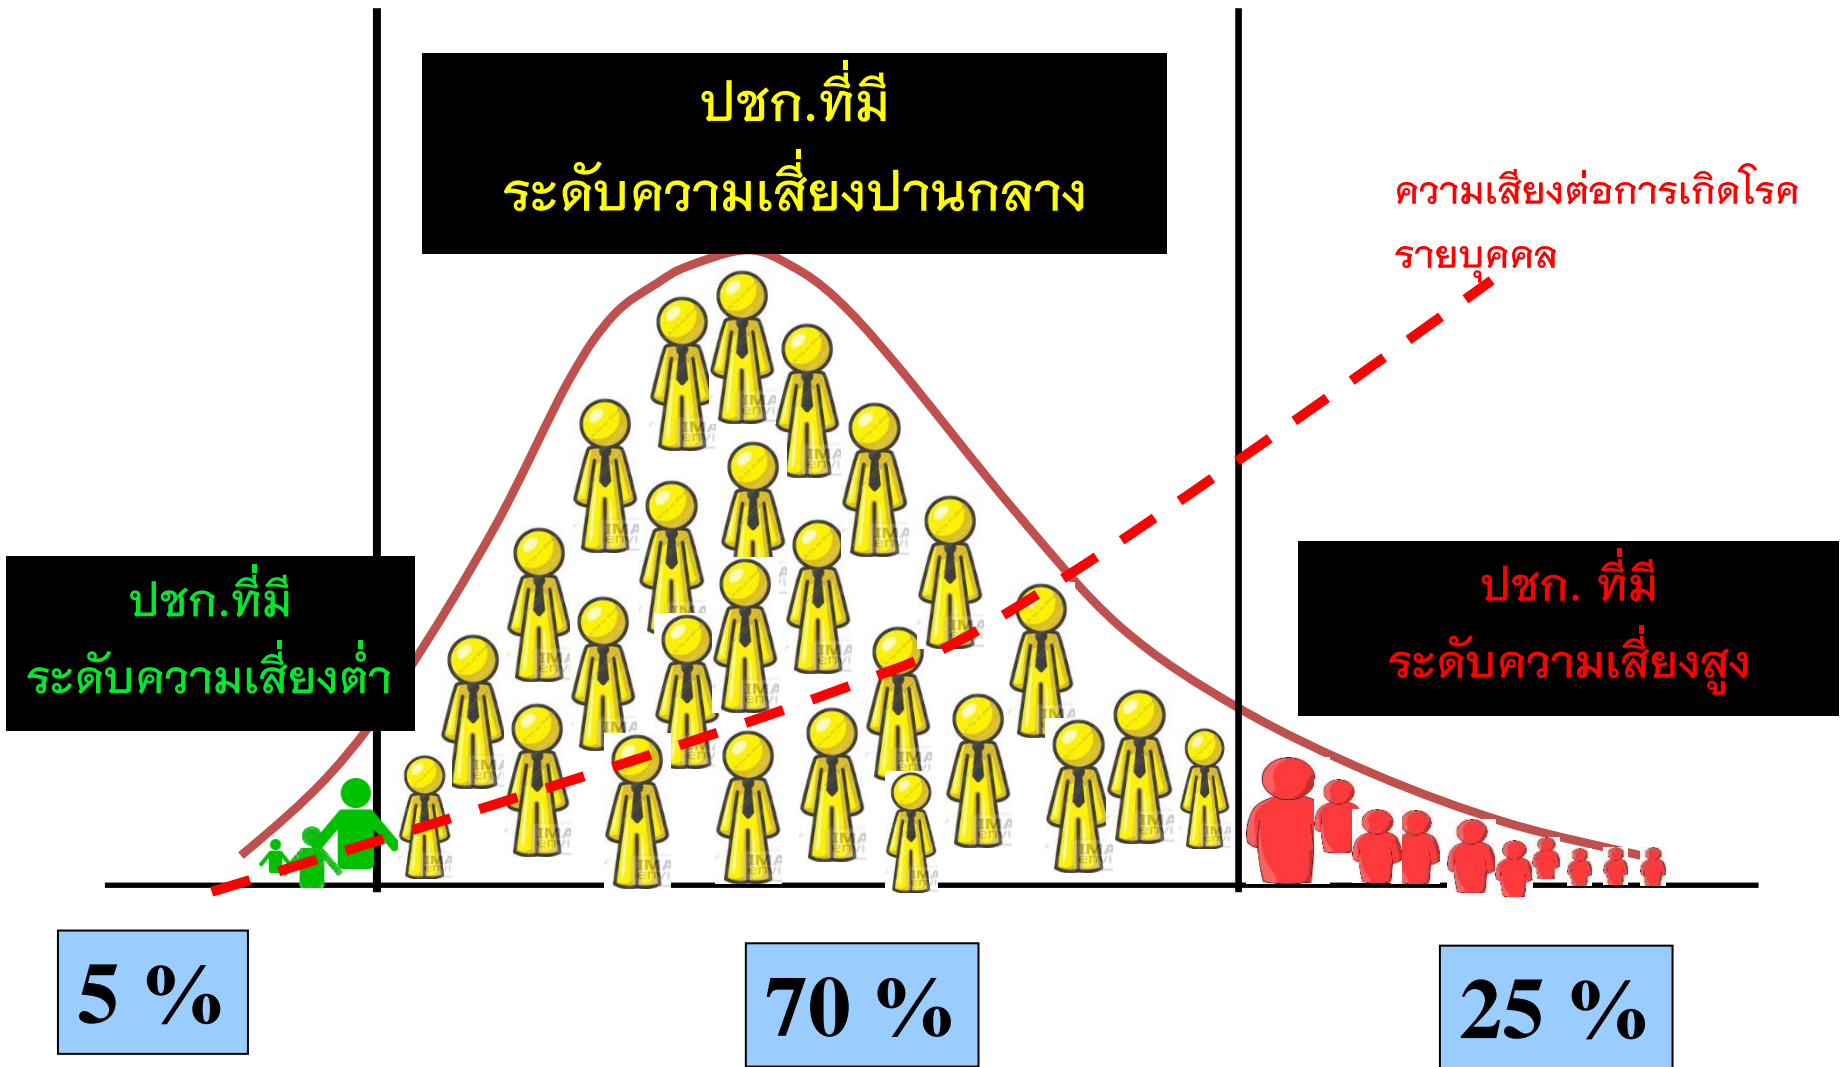 ปชก.ที่มี
ระดับความเสี่ยงปานกลาง
ความเสียงต่อการเกิดโรค
รายบุคคล
ปชก.ที่มี
ระดับความเสี่ยงต่ำ
ปชก. ที่มี
ระดับความเสี่ยงสูง
5 %
70 %
25 %